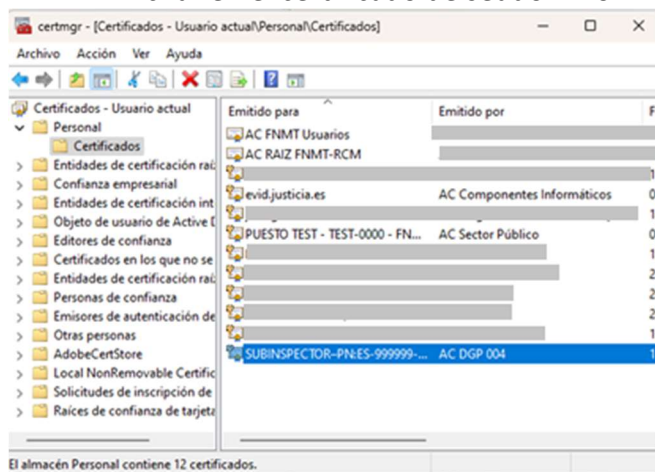 certmgr - [Certificados - Usuario actual\Personal\Certificados]
Archivo Acción Ver Ayuda
Certificados - Usuario actual
Personal
Certificados
Entidades de certificación raí
Confianza empresarial
Entidades de certificación int
Objeto de usuario de Active D
Editores de confianza
Certificados en los que no se
Entidades de certificación raí
Personas de confianza
Emisores de autenticación de
Otras personas
AdobeCertStore
Local NonRemovable Certific
Solicitudes de inscripción de
Raíces de confianza de tarjeta
Emitido para Emitido por F
AC FNMT Usuarios
AC RAIZ FNMT-RCM
evid.justicia.es AC Componentes Informáticos 0
PUESTO TEST - TEST-0000 - FN... AC Sector Público 0
SUBINSPECTOR-PN:ES-999999-... AC DGP 004 1
El almacén Personal contiene 12 certificados.